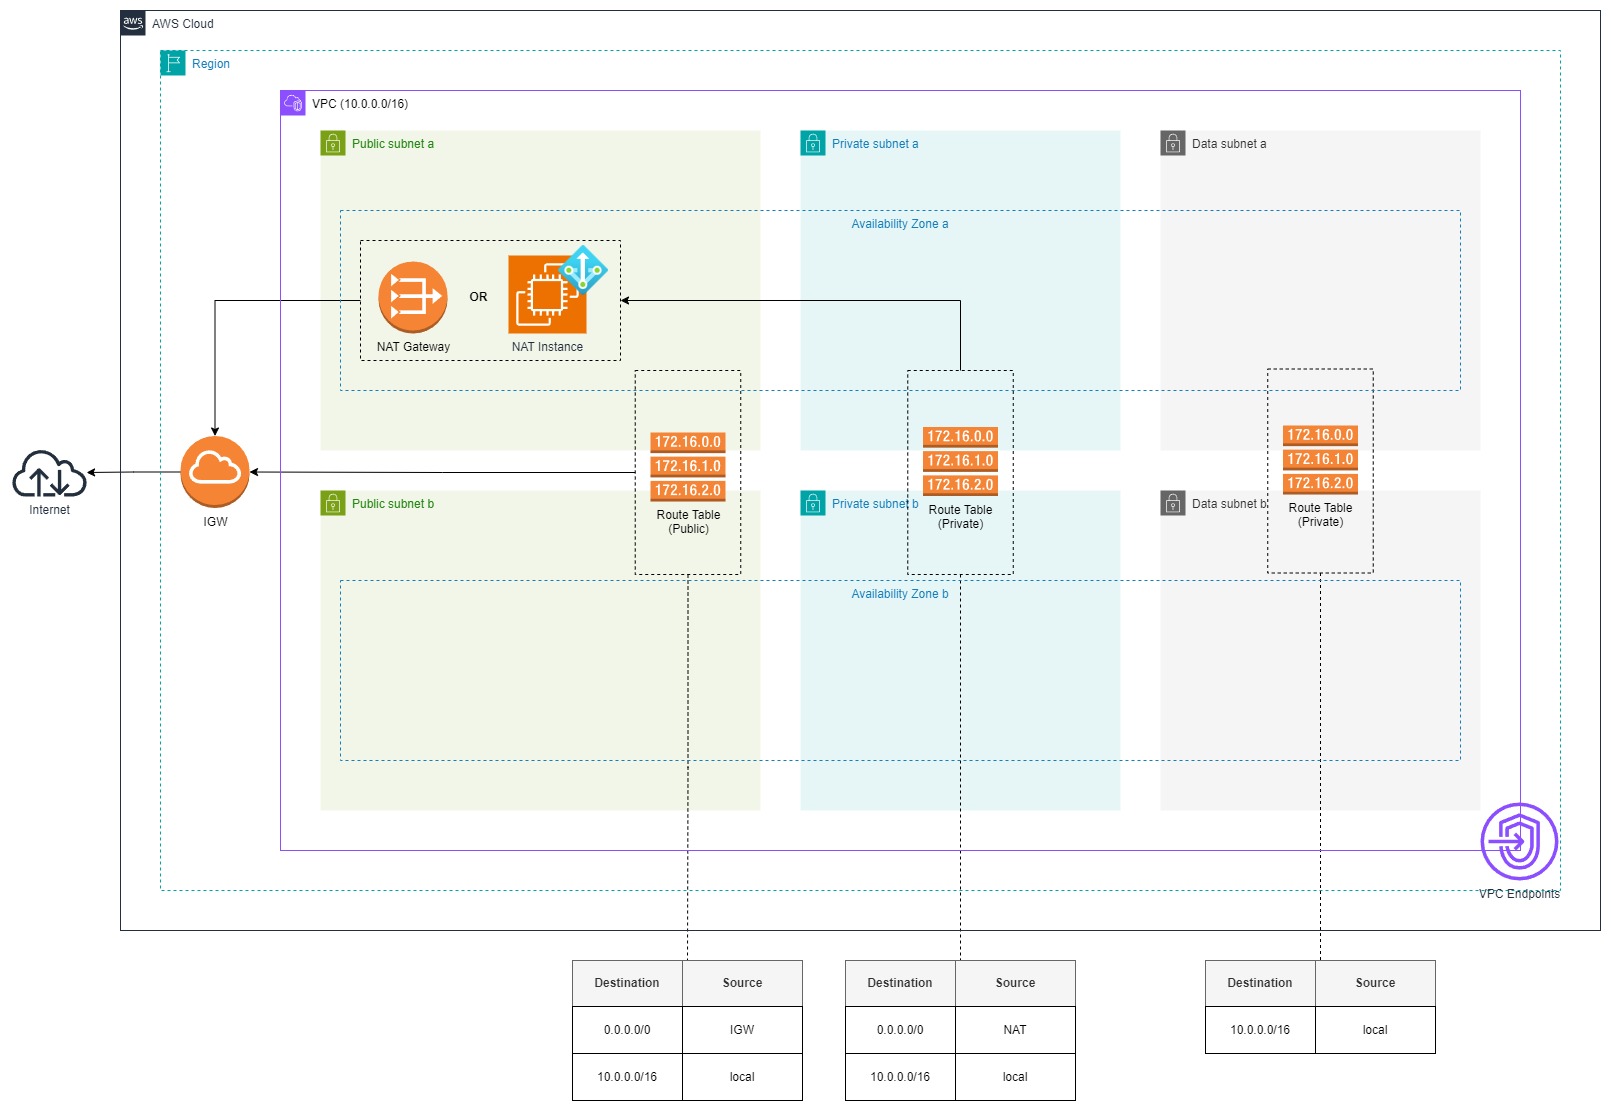 aws
AWS Cloud
Region
VPC (10.0.0.0/16)
Public subnet a
Private subnet a
Data subnet a
Availability Zone a
OR
NAT Gateway
NAT Instance
172.16.0.0
172.16.1.0
172.16.2.0
Route Table
(Public)
172.16.0.0
172.16.1.0
172.16.2.0
Route Table
(Private)
172.16.0.0
172.16.1.0
172.16.2.0
Route Table
(Private)
Internet
IGW
Public subnet b
Private subnet b
Data subnet b
Availability Zone b
VPC Endpoints
Destination Source
0.0.0.0/0 IGW
10.0.0.0/16 local
Destination Source
0.0.0.0/0 NAT
10.0.0.0/16 local
Destination Source
10.0.0.0/16 local